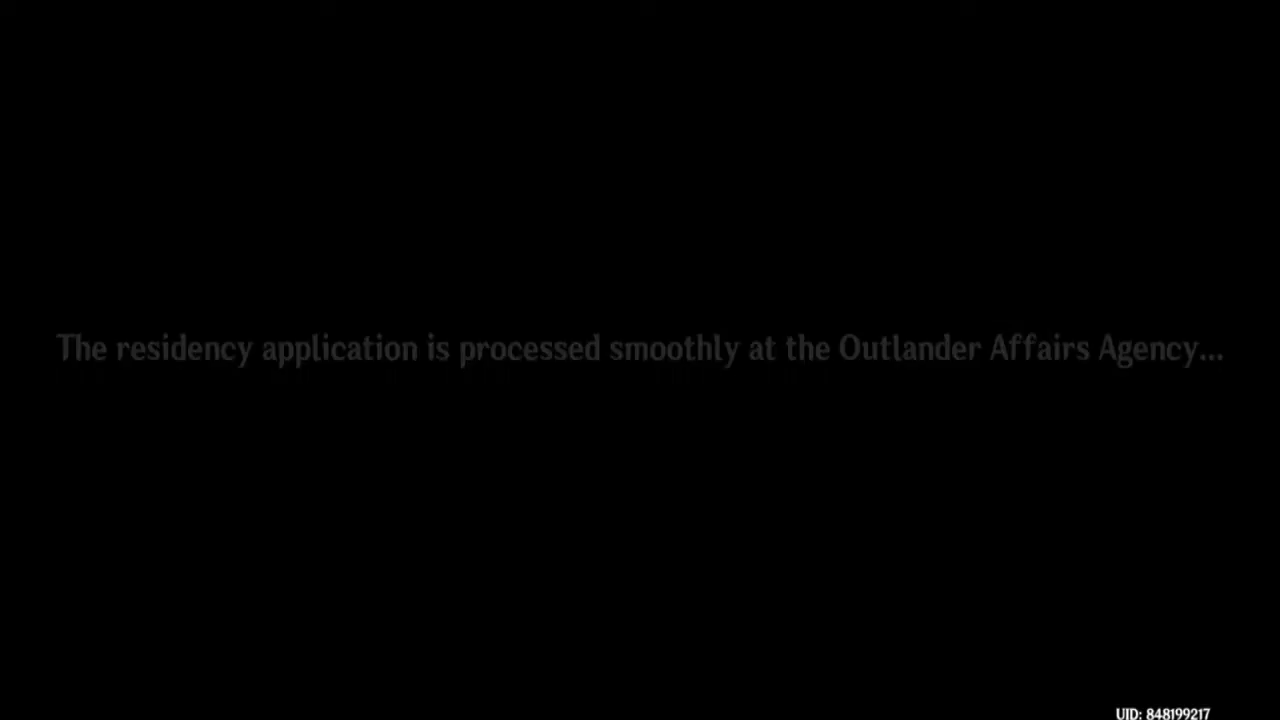 The residency application is processed smoothly at the Outlander Affairs Agency...
UID: 848199217